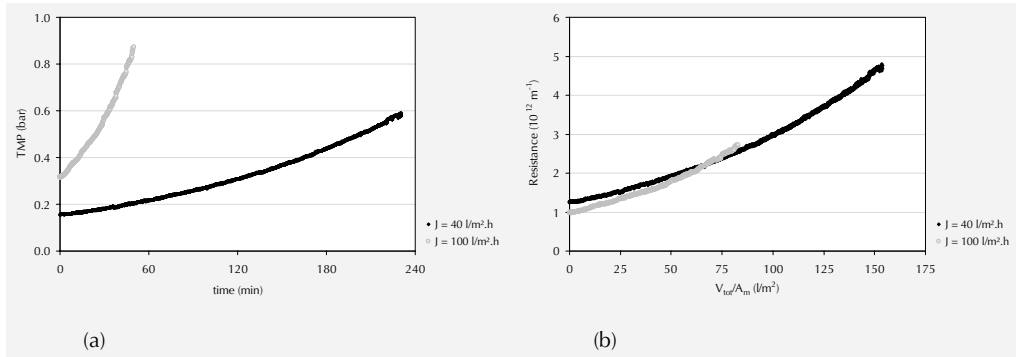 1.0
0.8
0.6
0.4
0.2
0.0
TMP (bar)
0 60 120 180 240
time (min)
J = 40 l/m².h
J = 100 l/m².h
(a)
6
5
4
3
2
1
0
Resistance (10¹² m⁻¹)
0 25 50 75 100 125 150 175
Vtot/Am (l/m²)
J = 40 l/m².h
J = 100 l/m².h
(b)